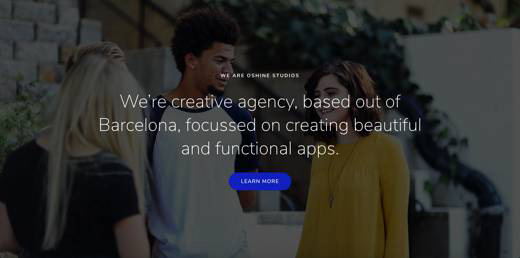 WE ARE OSHINE STUDIOS
We're creative agency, based out of
Barcelona, focussed on creating beautiful
and functional apps.
LEARN MORE